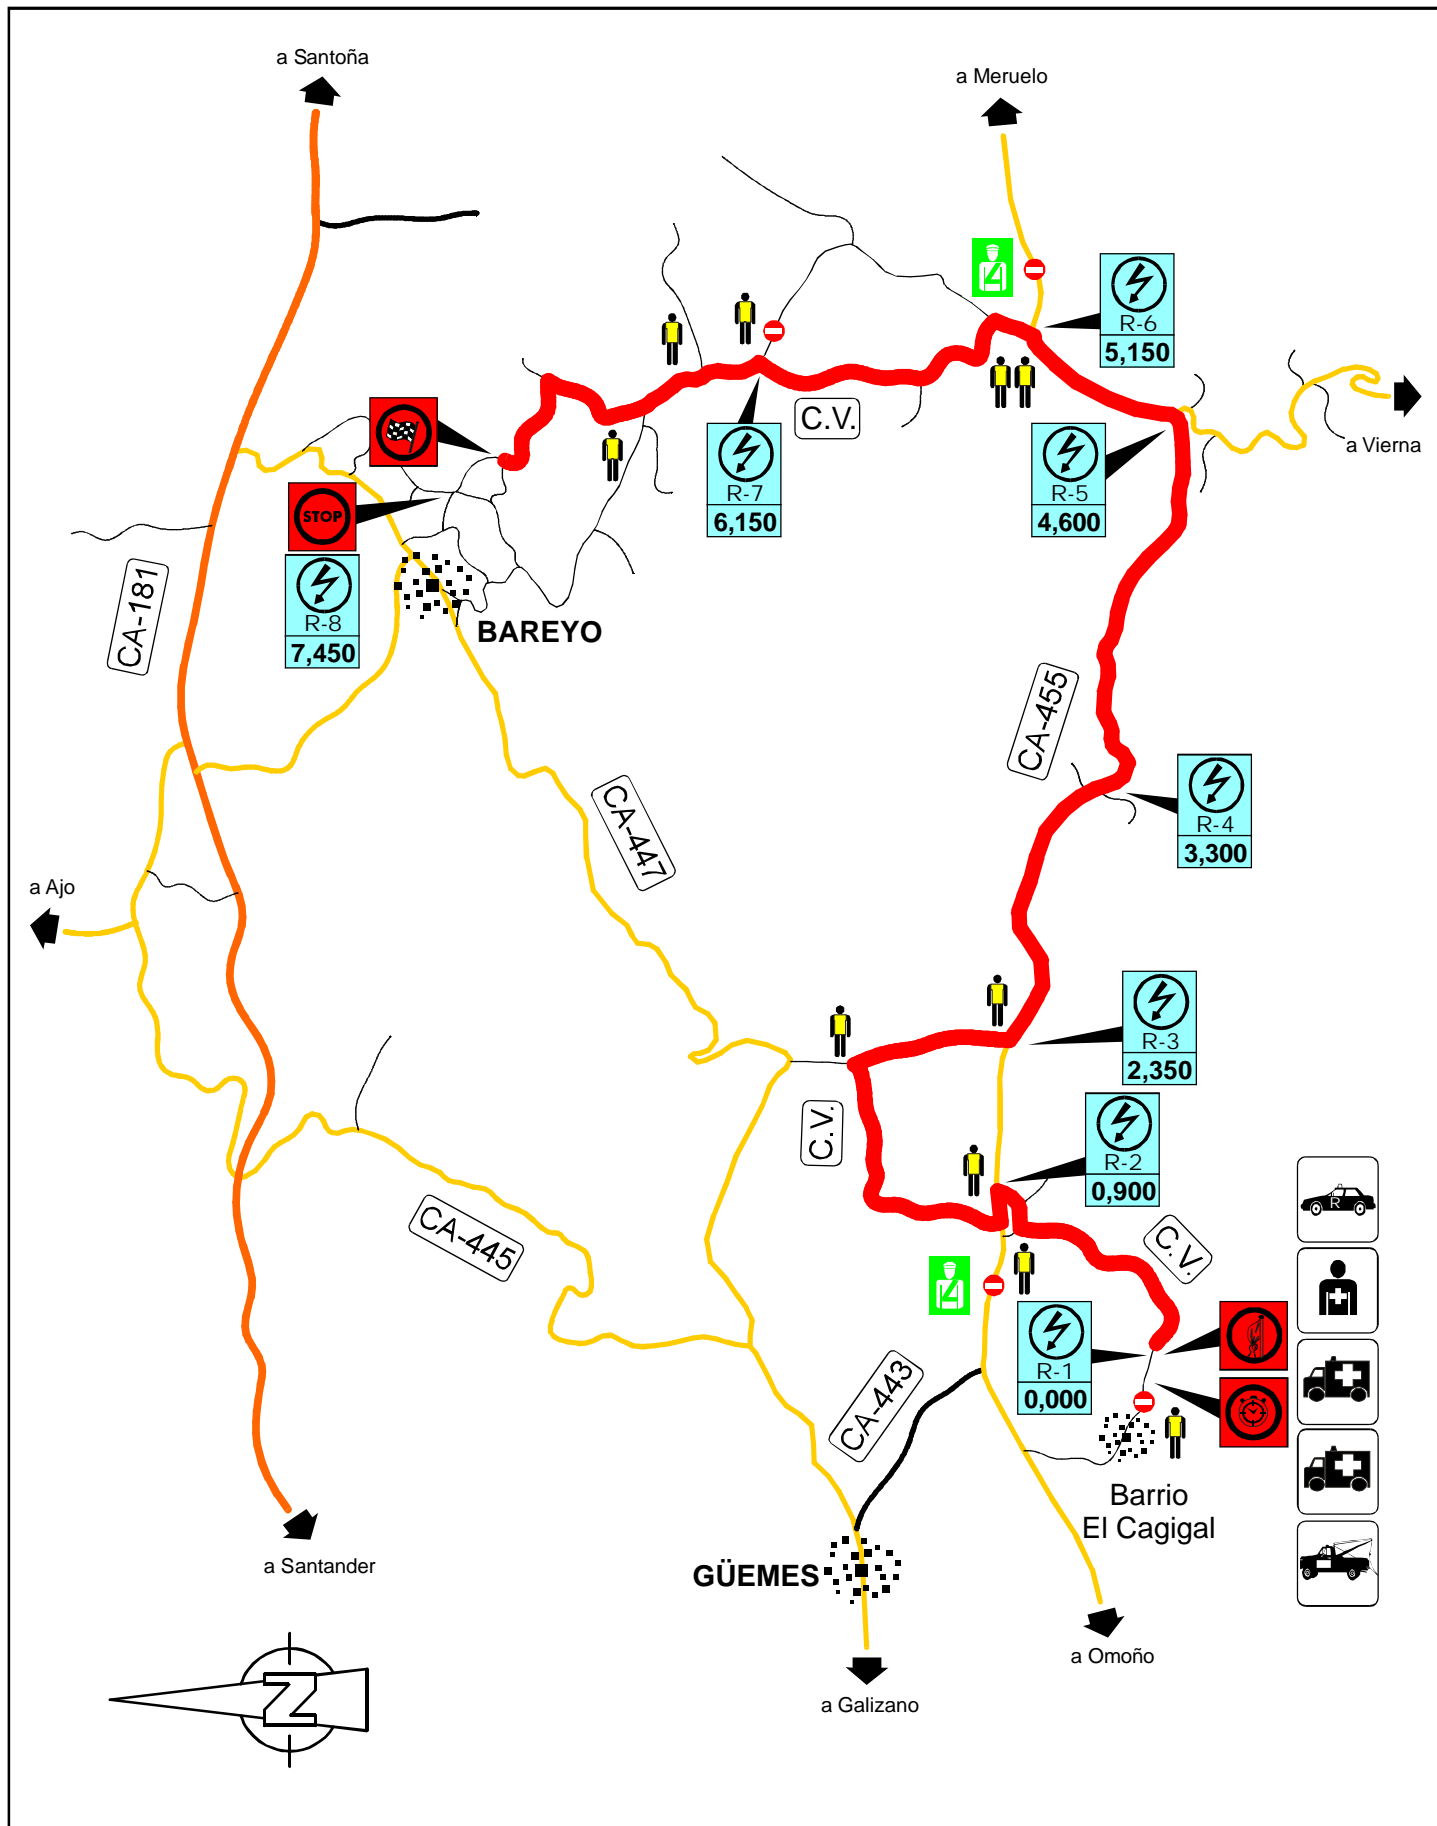 a Santoña
a Meruelo
R-6
5,150
C.V.
a Vierna
R-7
6,150
R-5
4,600
STOP
R-8
7,450
BAREYO
CA-181
CA-455
R-4
3,300
CA-447
a Ajo
R-3
2,350
C.V.
R-2
0,900
R
CA-445
C.V.
R-1
0,000
CA-443
Barrio
El Cagigal
a Santander
GÜEMES
a Omoño
a Galizano
N